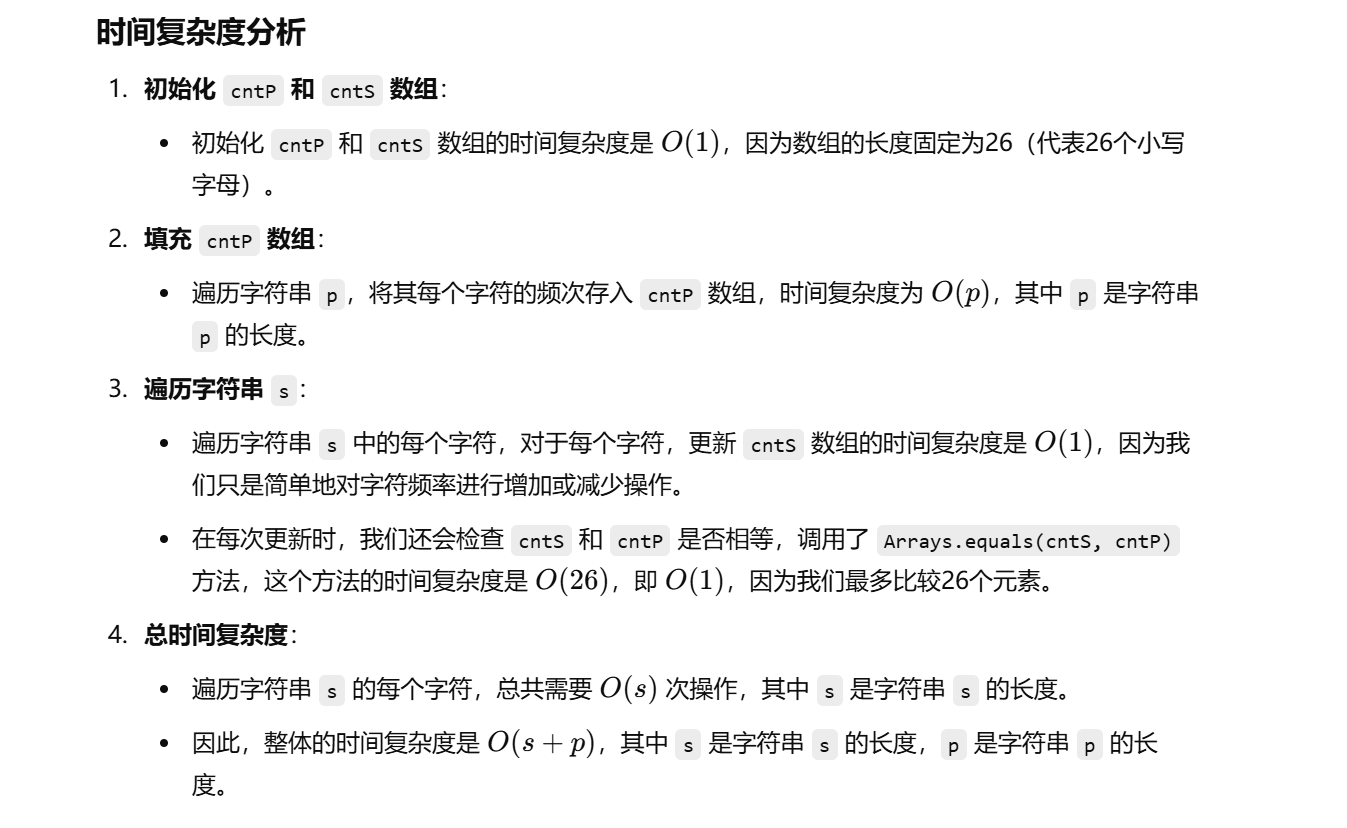 时间复杂度分析
1. 初始化 cntP 和 cntS 数组：
• 初始化 cntP 和 cntS 数组的时间复杂度是 O(1)，因为数组的长度固定为26（代表26个小写
字母）。
2. 填充 cntP 数组：
• 遍历字符串 p，将其每个字符的频次存入 cntP 数组，时间复杂度为 O(p)，其中 p 是字符串
p 的长度。
3. 遍历字符串 s：
• 遍历字符串 s 中的每个字符，对于每个字符，更新 cntS 数组的时间复杂度是 O(1)，因为我
们只是简单地对字符频率进行增加或减少操作。
• 在每次更新时，我们还会检查 cntS 和 cntP 是否相等，调用了 Arrays.equals(cntS, cntP)
方法，这个方法的时间复杂度是 O(26)，即 O(1)，因为我们最多比较26个元素。
4. 总时间复杂度：
• 遍历字符串 s 的每个字符，总共需要 O(s) 次操作，其中 s 是字符串 s 的长度。
• 因此，整体的时间复杂度是 O(s + p)，其中 s 是字符串 s 的长度，p 是字符串 p 的长
度。